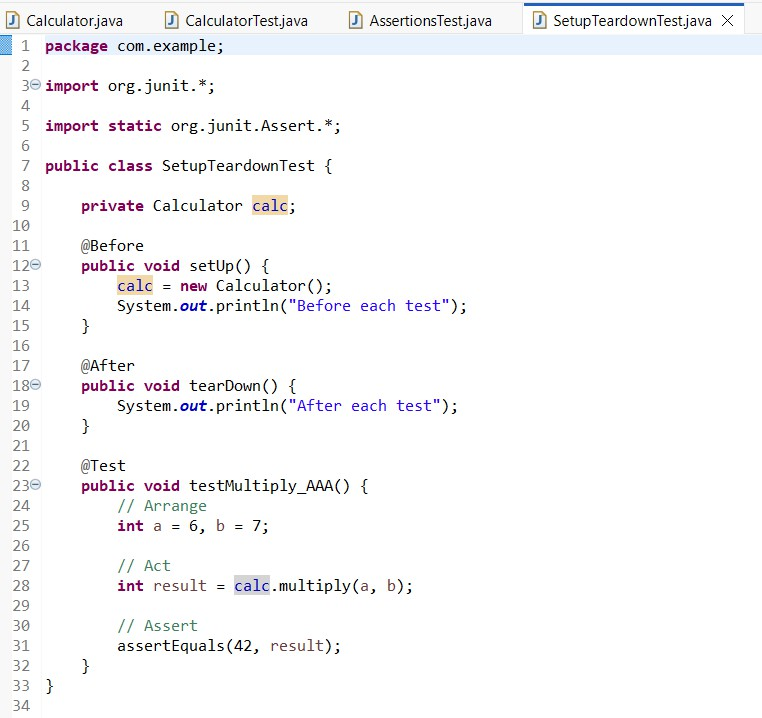 Calculator.java CalculatorTest.java AssertionsTest.java SetupTeardownTest.java
1 package com.example;
2
3 import org.junit.*;
4
5 import static org.junit.Assert.*;
6
7 public class SetupTeardownTest {
8
9     private Calculator calc;
10
11     @Before
12     public void setUp() {
13         calc = new Calculator();
14         System.out.println("Before each test");
15     }
16
17     @After
18     public void tearDown() {
19         System.out.println("After each test");
20     }
21
22     @Test
23     public void testMultiply_AAA() {
24         // Arrange
25         int a = 6, b = 7;
26
27         // Act
28         int result = calc.multiply(a, b);
29
30         // Assert
31         assertEquals(42, result);
32     }
33 }
34